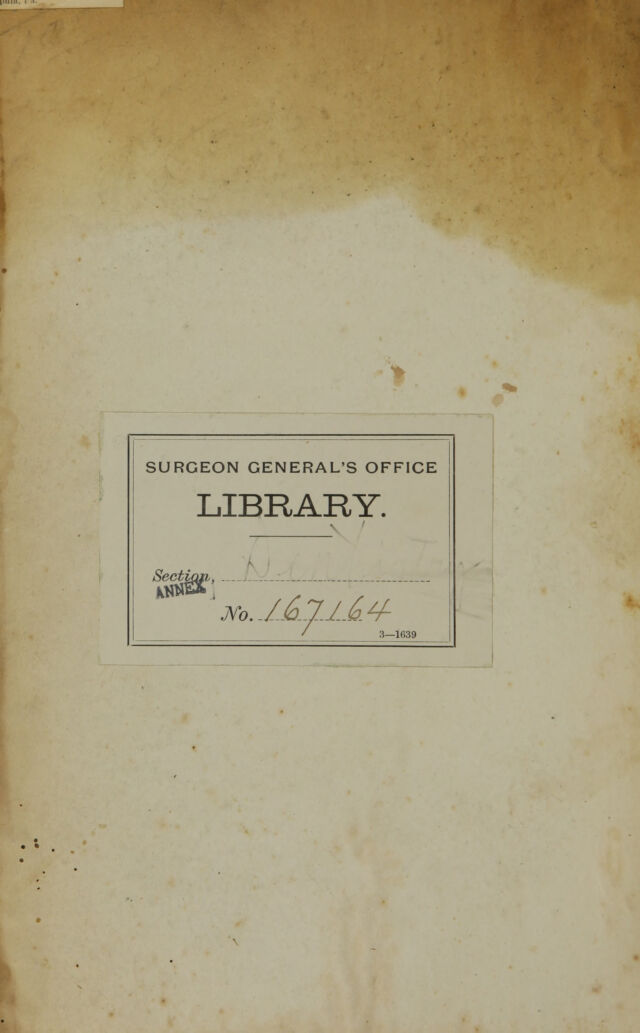 SURGEON GENERAL'S OFFICE
LIBRARY.
Section,
ANNEX
No. 167164
3—1639